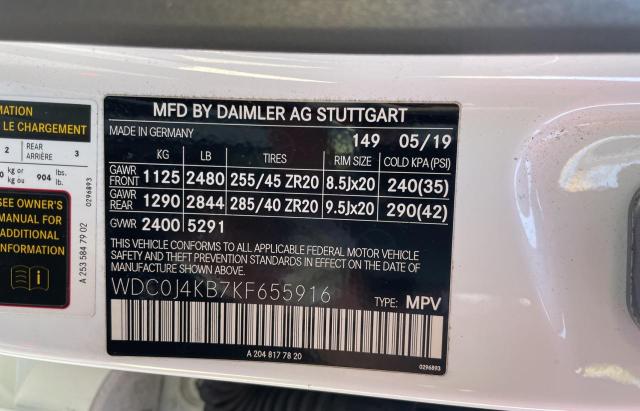 MATION
LE CHARGEMENT
2 REAR ARRIÈRE 3
kg ou 904 lb. lbs.
0296893
SEE OWNER'S
MANUAL FOR
ADDITIONAL
INFORMATION
A 253 584 79 02
MFD BY DAIMLER AG STUTTGART
MADE IN GERMANY 149 05/19
KG LB TIRES RIM SIZE COLD KPA (PSI)
GAWR FRONT 1125 2480 255/45 ZR20 8.5Jx20 240(35)
GAWR REAR 1290 2844 285/40 ZR20 9.5Jx20 290(42)
GVWR 2400 5291
THIS VEHICLE CONFORMS TO ALL APPLICABLE FEDERAL MOTOR VEHICLE
SAFETY AND THEFT PREVENTION STANDARDS IN EFFECT ON THE DATE
OF MANUFACTURE SHOWN ABOVE.
WDC0J4KB7KF655916 TYPE: MPV
A 204 817 78 20
0296893